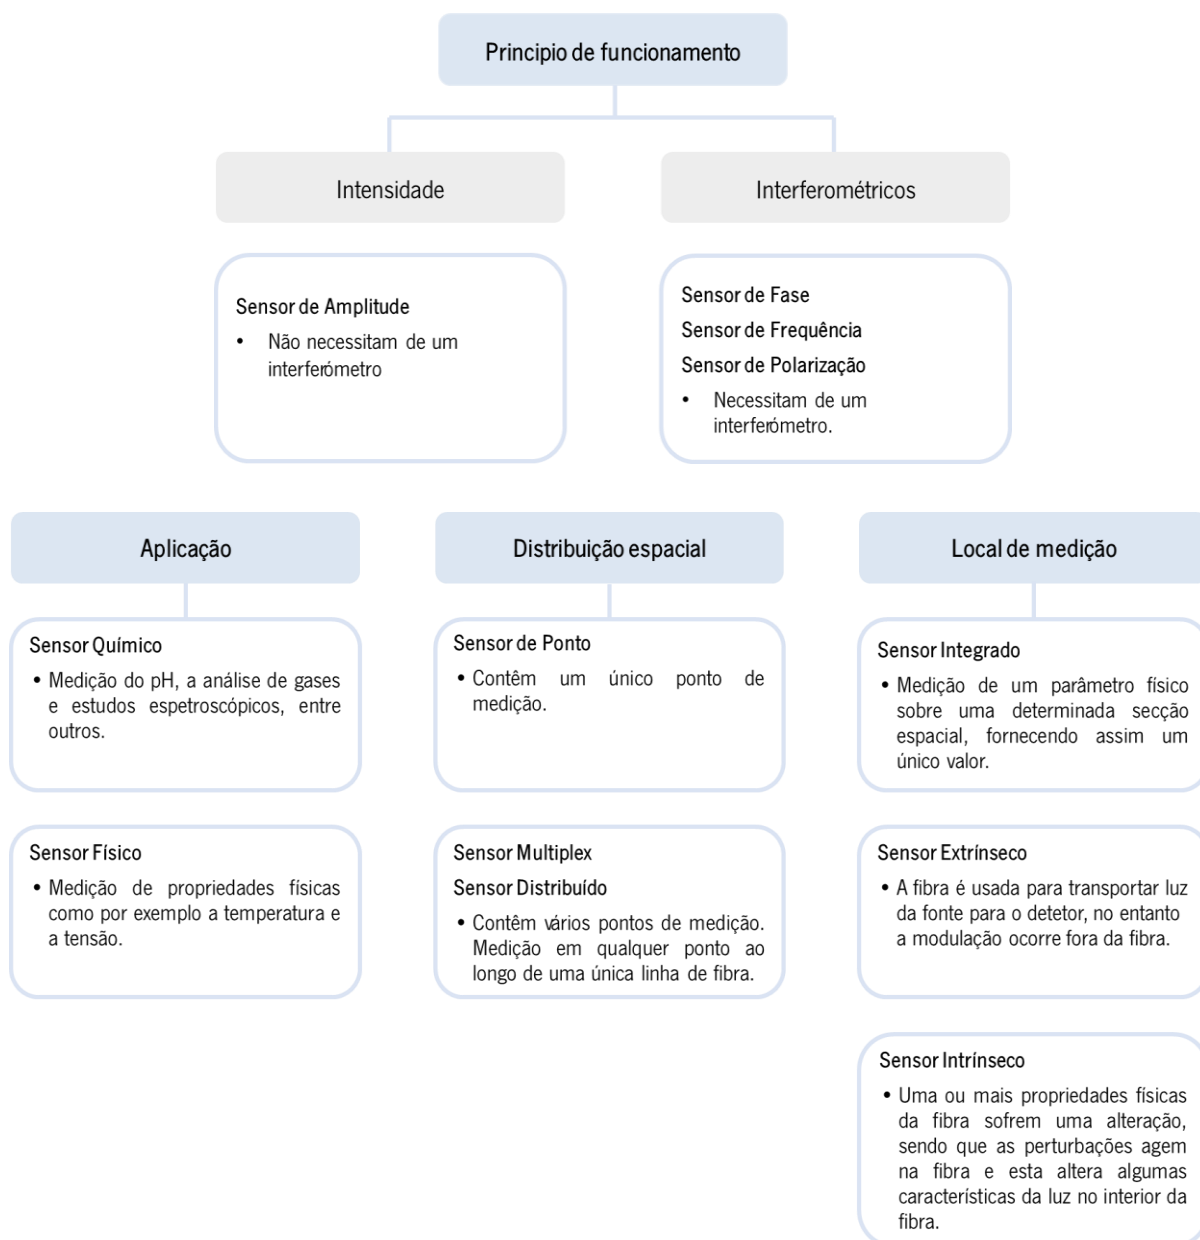 Principio de funcionamento
Intensidade
Interferométricos
Sensor de Amplitude
• Não necessitam de um
interferómetro
Sensor de Fase
Sensor de Frequência
Sensor de Polarização
• Necessitam de um
interferómetro.
Aplicação
Distribuição espacial
Local de medição
Sensor Químico
• Medição do pH, a análise de gases
e estudos espetroscópicos, entre
outros.
Sensor Físico
• Medição de propriedades físicas
como por exemplo a temperatura e
a tensão.
Sensor de Ponto
• Contêm um único ponto de
medição.
Sensor Multiplex
Sensor Distribuído
• Contêm vários pontos de medição.
Medição em qualquer ponto ao
longo de uma única linha de fibra.
Sensor Integrado
• Medição de um parâmetro físico
sobre uma determinada secção
espacial, fornecendo assim um
único valor.
Sensor Extrínseco
• A fibra é usada para transportar luz
da fonte para o detetor, no entanto
a modulação ocorre fora da fibra.
Sensor Intrínseco
• Uma ou mais propriedades físicas
da fibra sofrem uma alteração,
sendo que as perturbações agem
na fibra e esta altera algumas
características da luz no interior da
fibra.